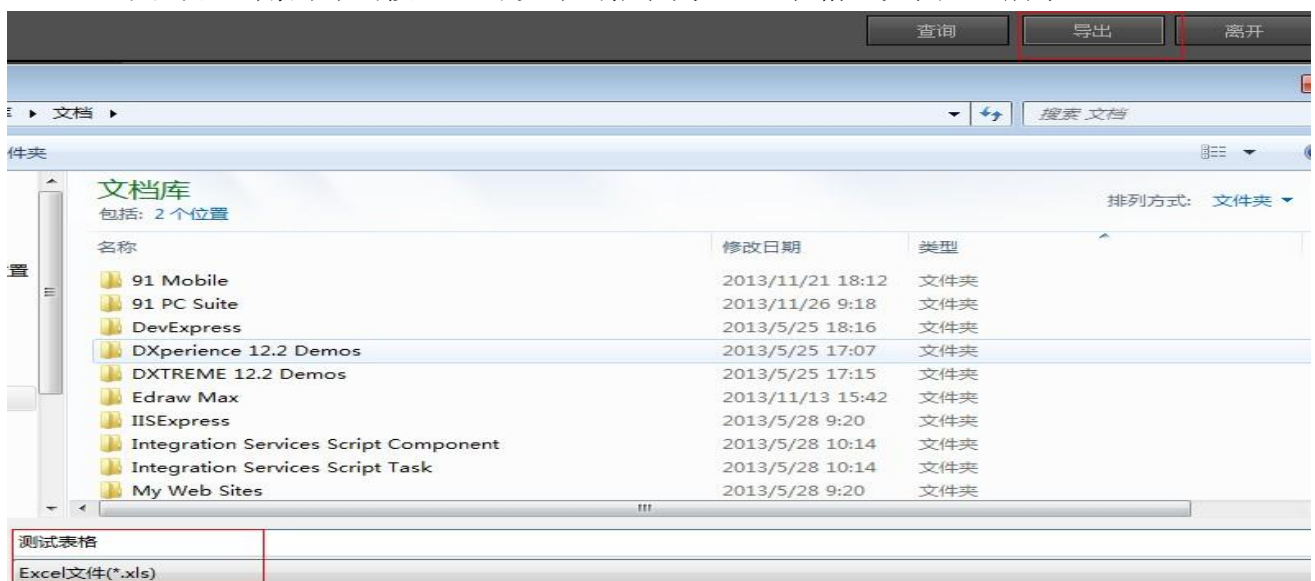 查询 导出 离开
文档
搜索 文档
件夹
文档库
包括: 2 个位置
排列方式: 文件夹
名称 修改日期 类型
置
91 Mobile 2013/11/21 18:12 文件夹
91 PC Suite 2013/11/26 9:18 文件夹
DevExpress 2013/5/25 18:16 文件夹
DXperience 12.2 Demos 2013/5/25 17:07 文件夹
DXTREME 12.2 Demos 2013/5/25 17:15 文件夹
Edraw Max 2013/11/13 15:42 文件夹
IISExpress 2013/5/28 9:20 文件夹
Integration Services Script Component 2013/5/28 10:14 文件夹
Integration Services Script Task 2013/5/28 10:14 文件夹
My Web Sites 2013/5/28 9:20 文件夹
测试表格
Excel文件(*.xls)